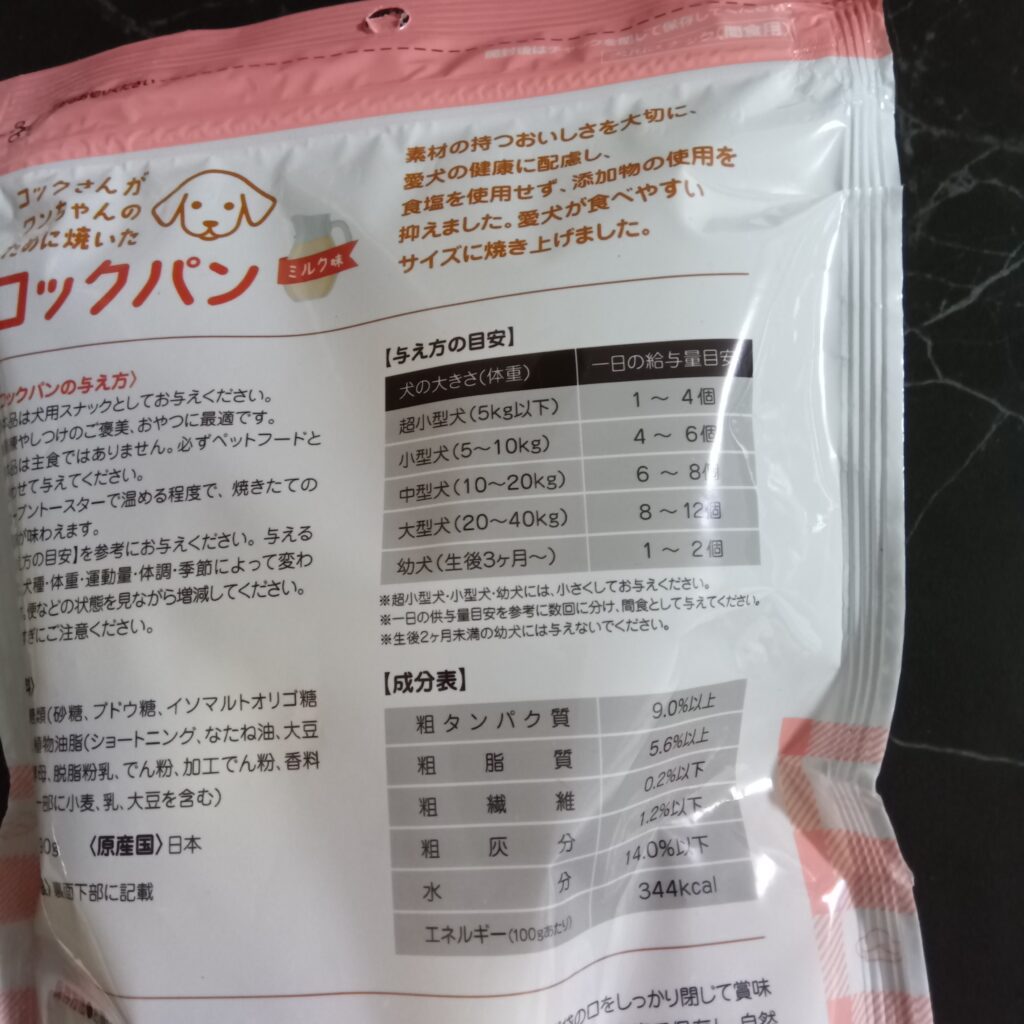 コックさんが
ワンちゃんの
ために焼いた
コックパン
ミルク味
素材の持つおいしさを大切に、
愛犬の健康に配慮し、
食塩を使用せず、添加物の使用を
抑えました。愛犬が食べやすい
サイズに焼き上げました。
コックパンの与え方〉
品は犬用スナックとしてお与えください。
やしつけのご褒美、おやつに最適です。
品は主食ではありません。必ずペットフードと
わせて与えてください。
ーブントースターで温める程度で、焼きたての
が味わえます。
方の目安】を参考にお与えください。与える
犬種・体重・運動量・体調・季節によって変わ
便などの状態を見ながら増減してください。
ぎにご注意ください。
【与え方の目安】
犬の大きさ(体重) 一日の給与量目安
超小型犬(5kg以下) 1～4個
小型犬(5～10kg) 4～6個
中型犬(10～20kg) 6～8個
大型犬(20～40kg) 8～12個
幼犬(生後3ヶ月～) 1～2個
※超小型犬・小型犬・幼犬には、小さくしてお与えください。
※一日の供与量目安を参考に数回に分け、間食として与えてください。
※生後2ヶ月未満の幼犬には与えないでください。
類(砂糖、ブドウ糖、イソマルトオリゴ糖
物油脂(ショートニング、なたね油、大豆
母、脱脂粉乳、でん粉、加工でん粉、香料
一部に小麦、乳、大豆を含む)
0g 〈原産国〉日本
裏面下部に記載
【成分表】
粗タンパク質 9.0%以上
粗脂質 5.6%以上
粗繊維 0.2%以下
粗灰分 1.2%以下
水分 14.0%以下
エネルギー(100gあたり) 344kcal
の口をしっかり閉じて賞味